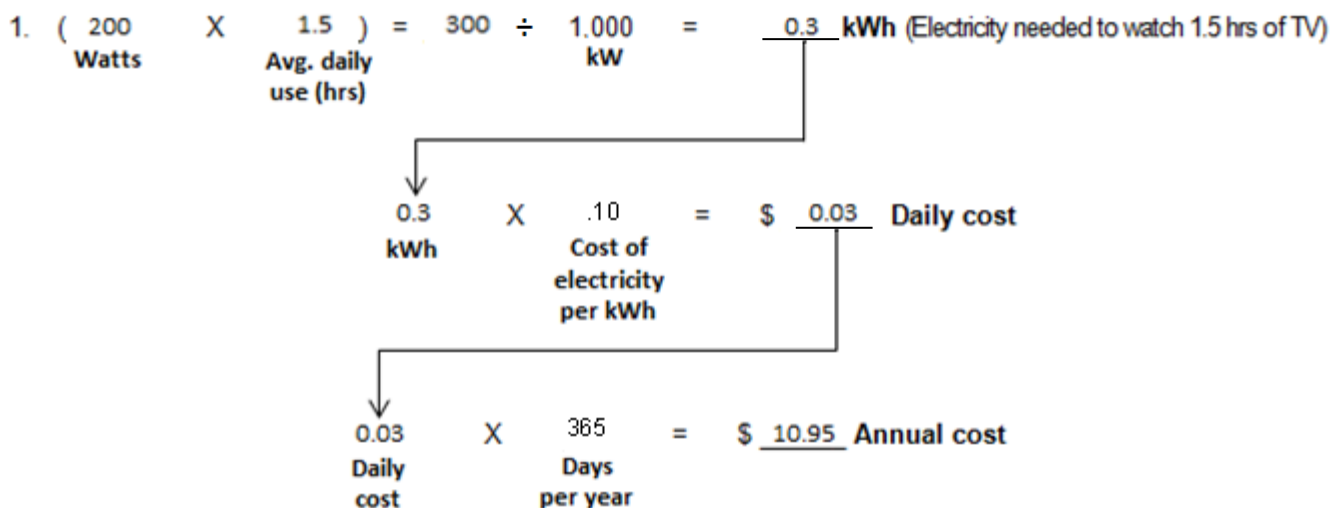 1. ( 200 X 1.5 ) = 300 ÷ 1.000 = 0.3 kWh (Electricity needed to watch 1.5 hrs of TV)
Watts Avg. daily kW
use (hrs)
0.3 X .10 = $ 0.03 Daily cost
kWh Cost of
electricity
per kWh
0.03 X 365 = $ 10.95 Annual cost
Daily Days
cost per year